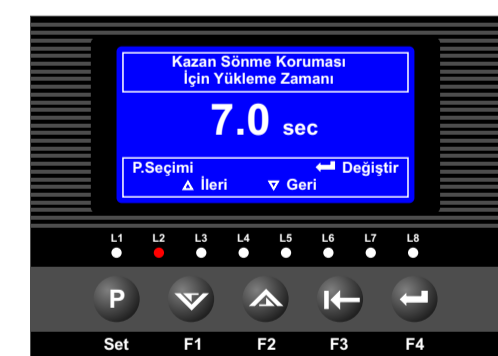 Kazan Sönme Koruması
İçin Yükleme Zamanı
7.0 sec
P.Seçimi Değiştir
İleri Geri
L1 L2 L3 L4 L5 L6 L7 L8
P
Set F1 F2 F3 F4